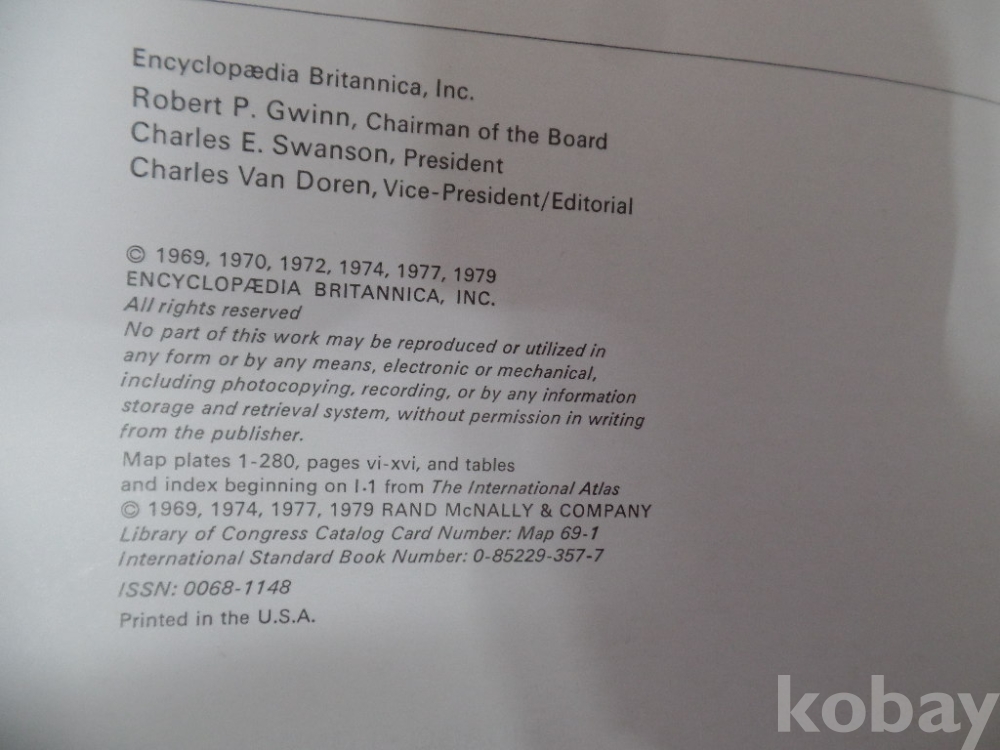 Encyclopædia Britannica, Inc.
Robert P. Gwinn, Chairman of the Board
Charles E. Swanson, President
Charles Van Doren, Vice-President/Editorial
© 1969, 1970, 1972, 1974, 1977, 1979
ENCYCLOPÆDIA BRITANNICA, INC.
All rights reserved
No part of this work may be reproduced or utilized in
any form or by any means, electronic or mechanical,
including photocopying, recording, or by any information
storage and retrieval system, without permission in writing
from the publisher.
Map plates 1-280, pages vi-xvi, and tables
and index beginning on I·1 from The International Atlas
© 1969, 1974, 1977, 1979 RAND McNALLY & COMPANY
Library of Congress Catalog Card Number: Map 69-1
International Standard Book Number: 0-85229-357-7
ISSN: 0068-1148
Printed in the U.S.A.
kobay